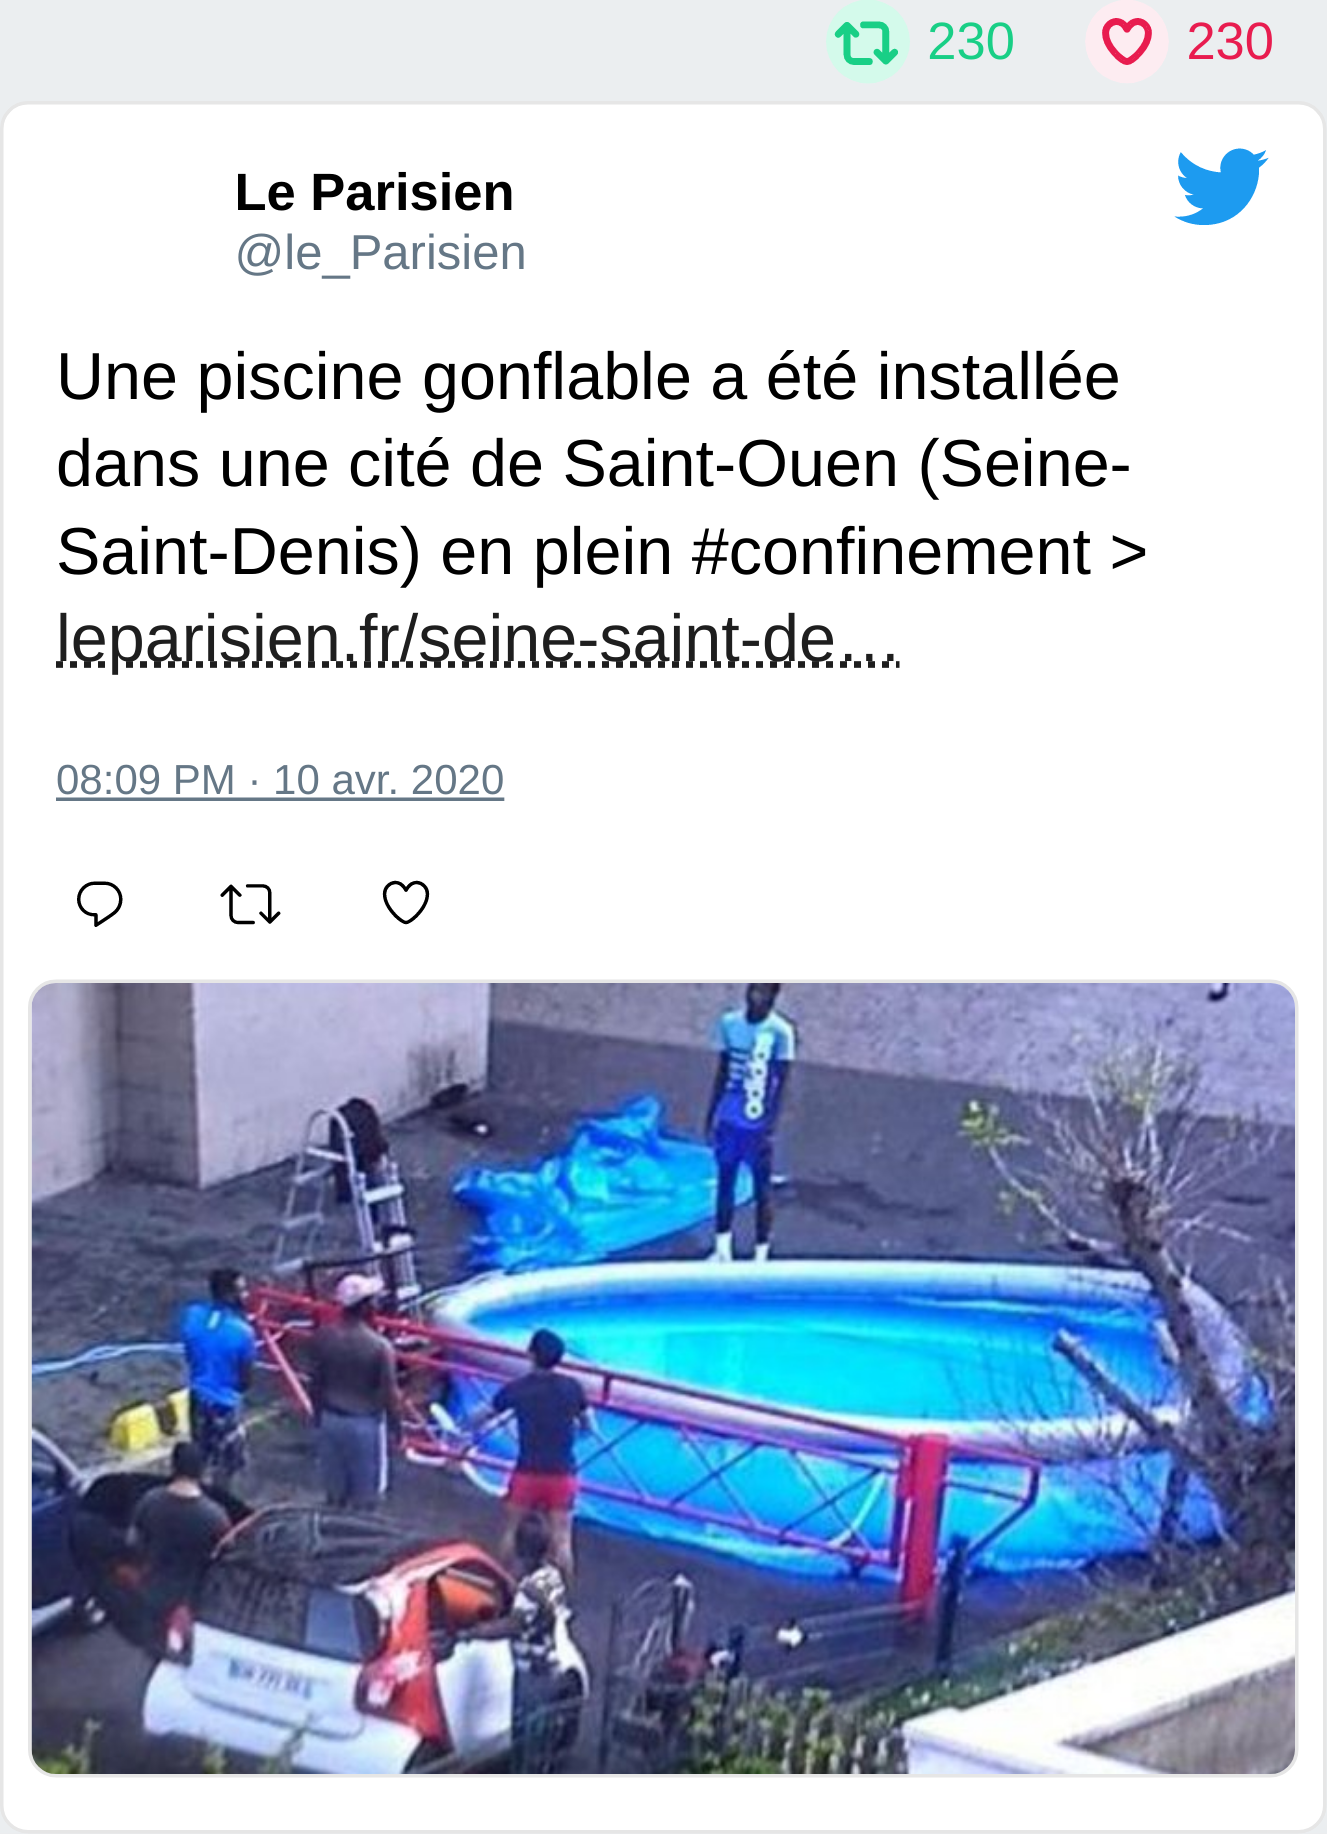 230 230
Le Parisien
@le_Parisien
Une piscine gonflable a été installée
dans une cité de Saint-Ouen (Seine-
Saint-Denis) en plein #confinement >
leparisien.fr/seine-saint-de…
08:09 PM · 10 avr. 2020
adidas